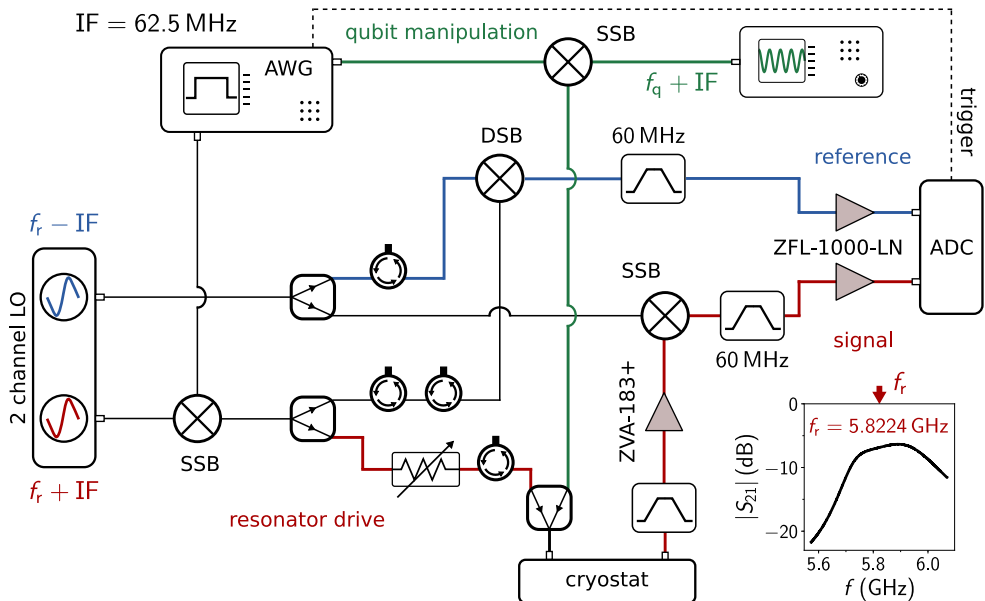 IF = 62.5 MHz
AWG
qubit manipulation
SSB
f_q + IF
trigger
DSB
60 MHz
reference
f_r − IF
2 channel LO
ZFL-1000-LN
ADC
SSB
60 MHz
signal
SSB
f_r + IF
ZVA-183+
resonator drive
cryostat
f_r
f_r = 5.8224 GHz
|S_21| (dB)
0
−10
−20
5.6
5.8
6.0
f (GHz)